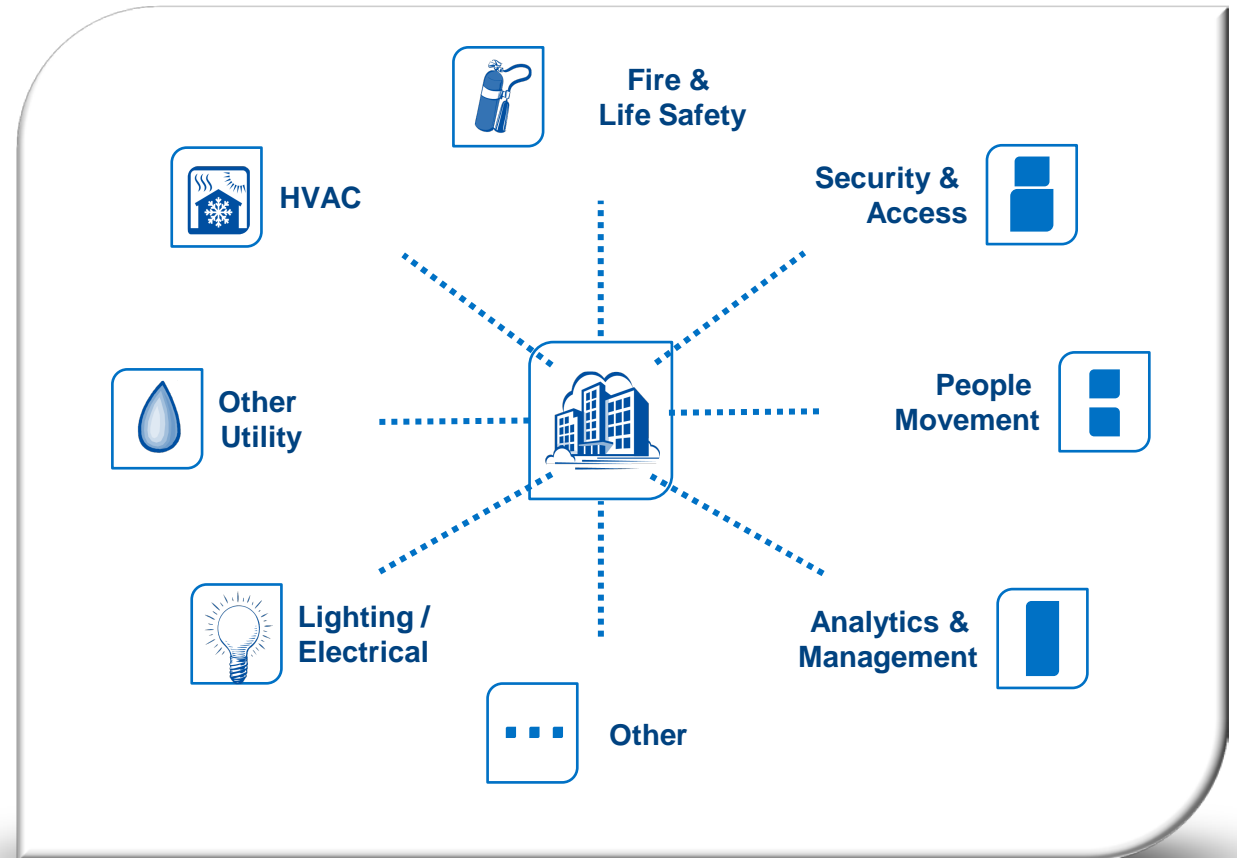 Fire &
Life Safety
Security &
Access
HVAC
People
Movement
Other
Utility
Lighting /
Electrical
Analytics &
Management
Other